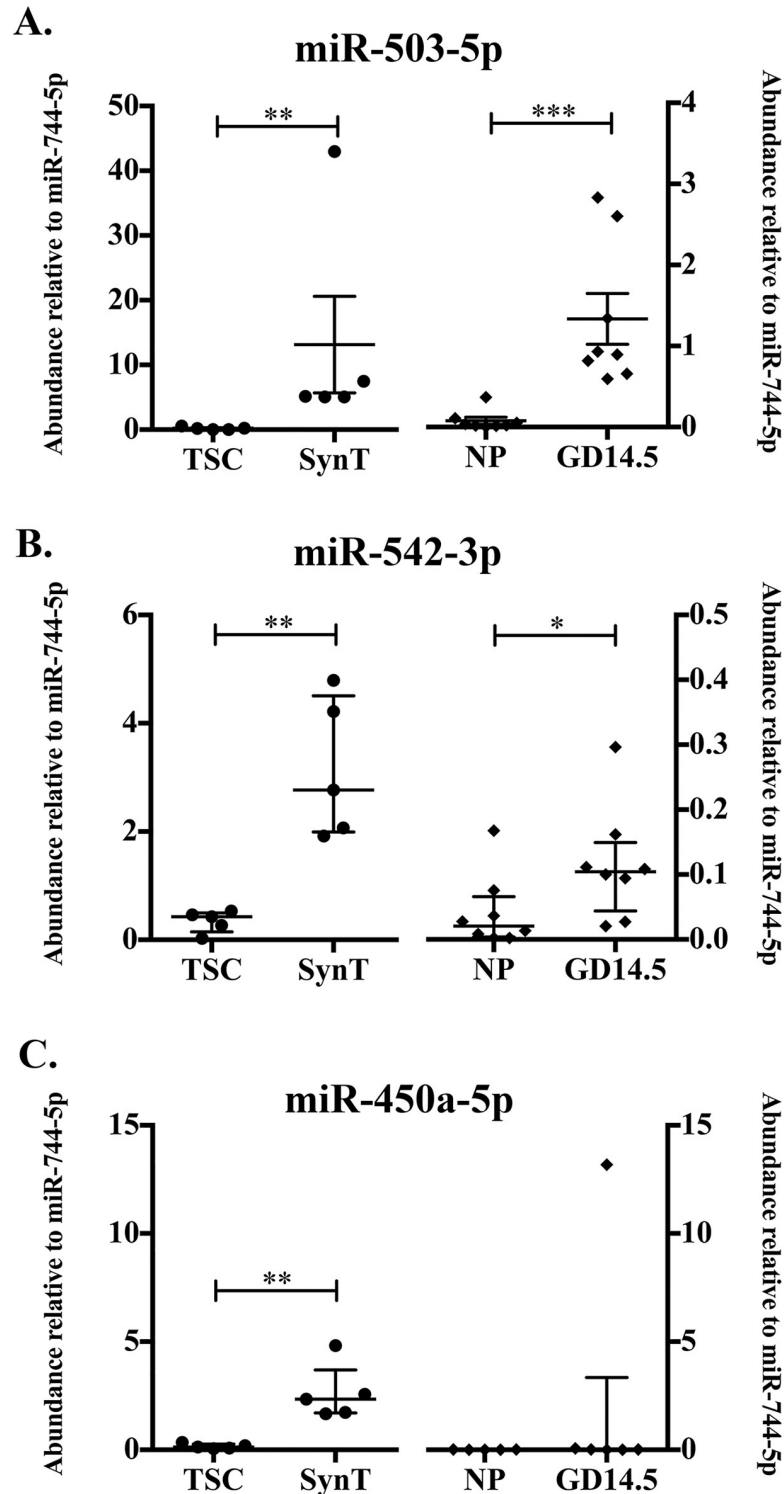 A.
miR-503-5p
Abundance relative to miR-744-5p
50
40
30
20
10
0
**
TSC SynT
***
NP GD14.5
4
3
2
1
0
Abundance relative to miR-744-5p
B.
miR-542-3p
Abundance relative to miR-744-5p
6
4
2
0
**
TSC SynT
*
NP GD14.5
0.5
0.4
0.3
0.2
0.1
0.0
Abundance relative to miR-744-5p
C.
miR-450a-5p
Abundance relative to miR-744-5p
15
10
5
0
**
TSC SynT
NP GD14.5
15
10
5
0
Abundance relative to miR-744-5p